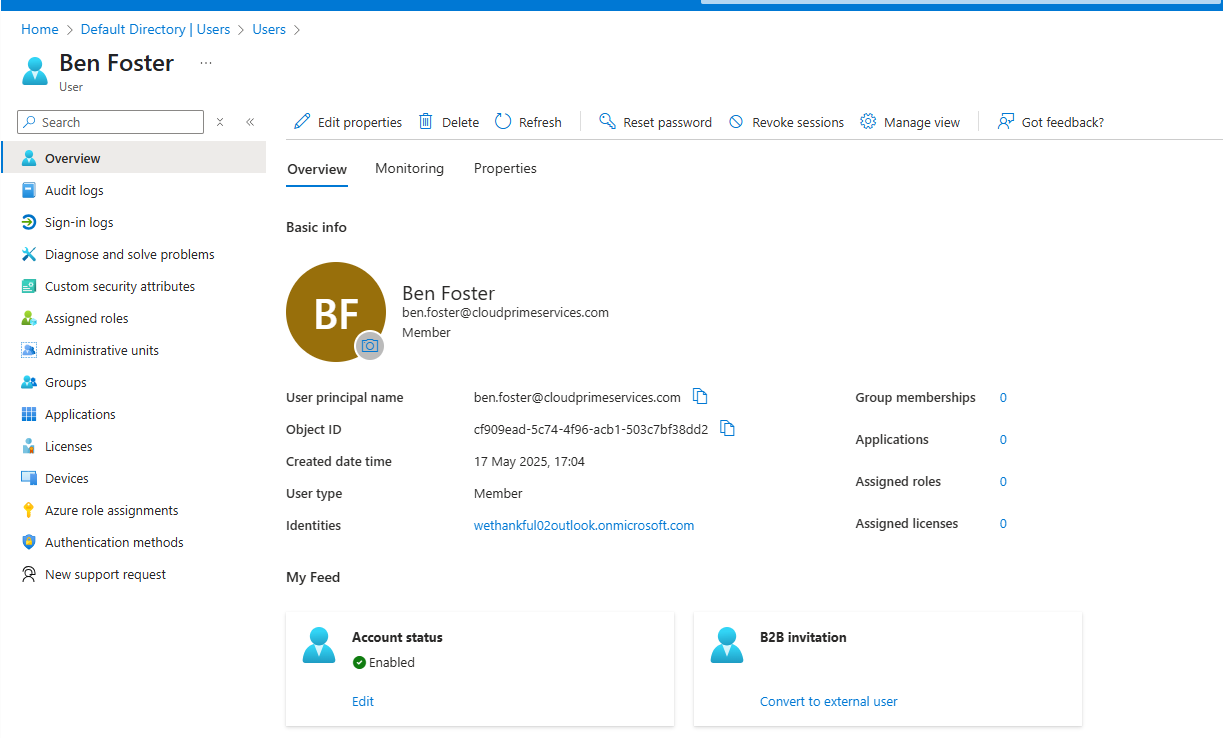 Home > Default Directory | Users > Users >
Ben Foster ...
User
Search
Edit properties Delete Refresh Reset password Revoke sessions Manage view Got feedback?
Overview
Audit logs
Sign-in logs
Diagnose and solve problems
Custom security attributes
Assigned roles
Administrative units
Groups
Applications
Licenses
Devices
Azure role assignments
Authentication methods
New support request
Overview Monitoring Properties
Basic info
BF
Ben Foster
ben.foster@cloudprimeservices.com
Member
User principal name ben.foster@cloudprimeservices.com
Object ID cf909ead-5c74-4f96-acb1-503c7bf38dd2
Created date time 17 May 2025, 17:04
User type Member
Identities wethankful02outlook.onmicrosoft.com
Group memberships 0
Applications 0
Assigned roles 0
Assigned licenses 0
My Feed
Account status
Enabled
Edit
B2B invitation
Convert to external user